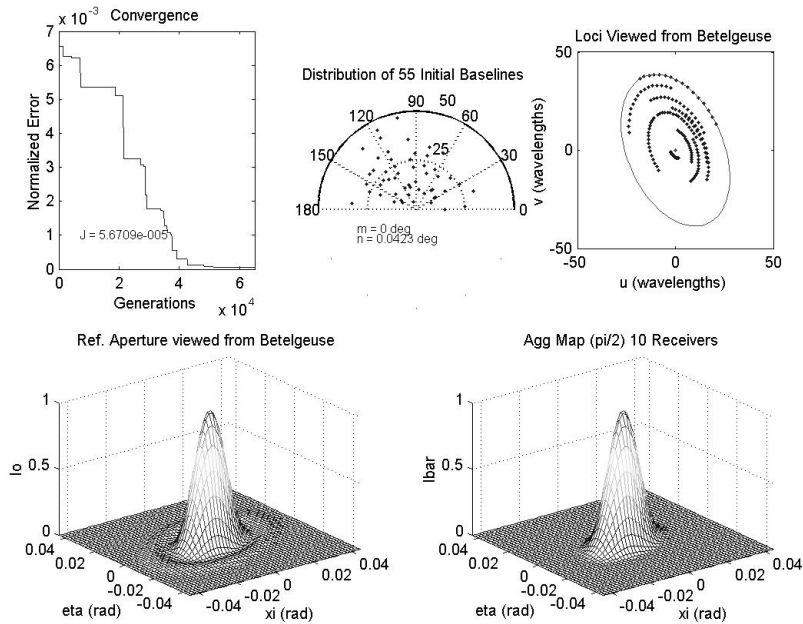 x 10^-3 Convergence
7
6
5
4
3
2
1
0
Normalized Error
J = 5.6709e-005
0 2 4 6
Generations
x 10^4
Distribution of 55 Initial Baselines
90
120 50 60
150 25 30
180 0
m = 0 deg
n = 0.0423 deg
Loci Viewed from Betelgeuse
50
0
-50
v (wavelengths)
-50 0 50
u (wavelengths)
Ref. Aperture viewed from Betelgeuse
1
0.5
0
Io
0.04
0.02
0
-0.02
-0.04
eta (rad)
-0.04
-0.02
0
0.02
0.04
xi (rad)
Agg Map (pi/2) 10 Receivers
1
0.5
0
Ibar
0.04
0.02
0
-0.02
-0.04
eta (rad)
-0.04
-0.02
0
0.02
0.04
xi (rad)